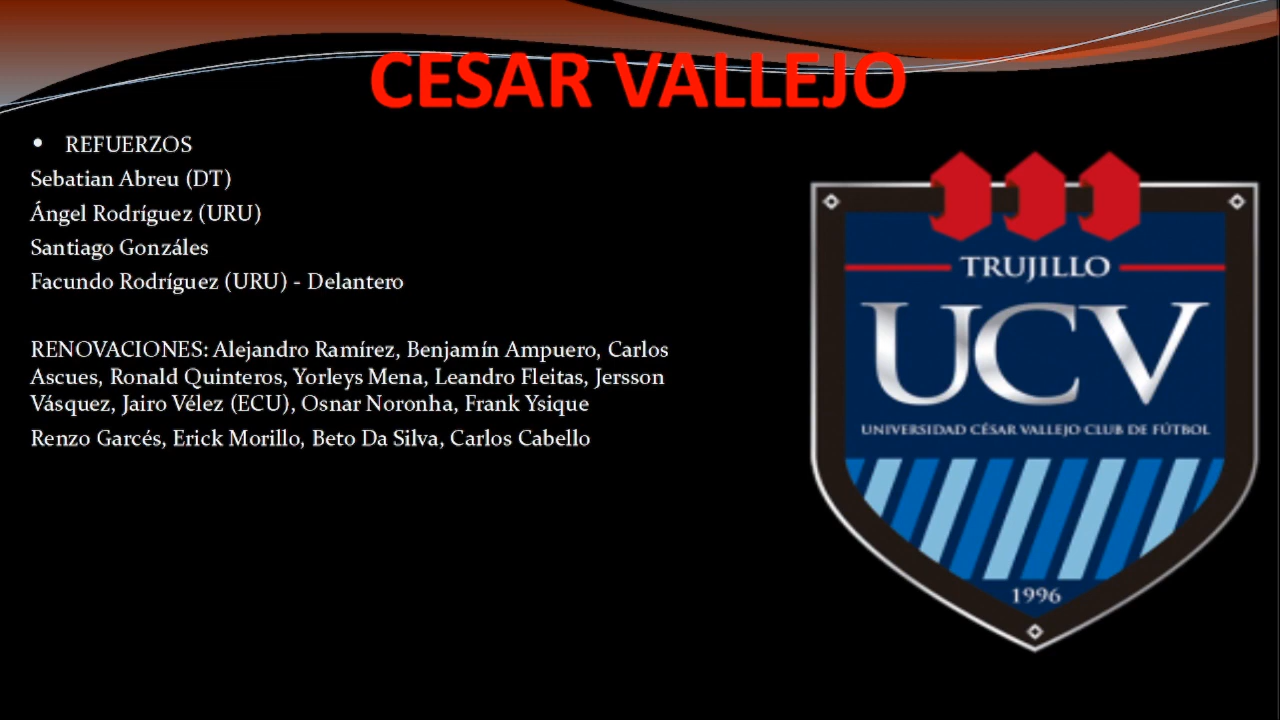 CESAR VALLEJO
• REFUERZOS
Sebatian Abreu (DT)
Ángel Rodríguez (URU)
Santiago Gonzáles
Facundo Rodríguez (URU) - Delantero
RENOVACIONES: Alejandro Ramírez, Benjamín Ampuero, Carlos
Ascues, Ronald Quinteros, Yorleys Mena, Leandro Fleitas, Jersson
Vásquez, Jairo Vélez (ECU), Osnar Noronha, Frank Ysique
Renzo Garcés, Erick Morillo, Beto Da Silva, Carlos Cabello
TRUJILLO
UCV
UNIVERSIDAD CÉSAR VALLEJO CLUB DE FÚTBOL
1996